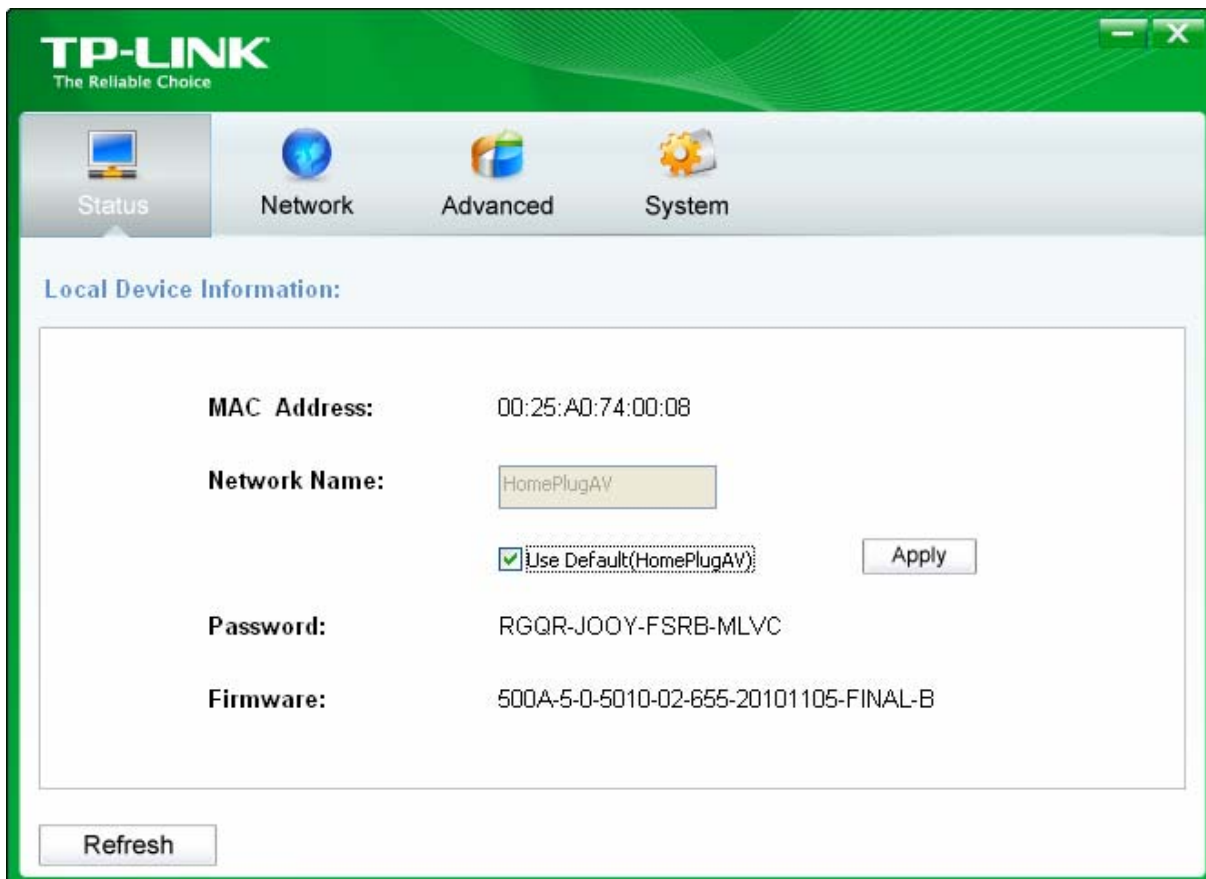 TP-LINK
The Reliable Choice
Status
Network
Advanced
System
Local Device Information:
MAC Address: 00:25:A0:74:00:08
Network Name: HomePlugAV
Use Default(HomePlugAV) Apply
Password: RGQR-JOOY-FSRB-MLVC
Firmware: 500A-5-0-5010-02-655-20101105-FINAL-B
Refresh